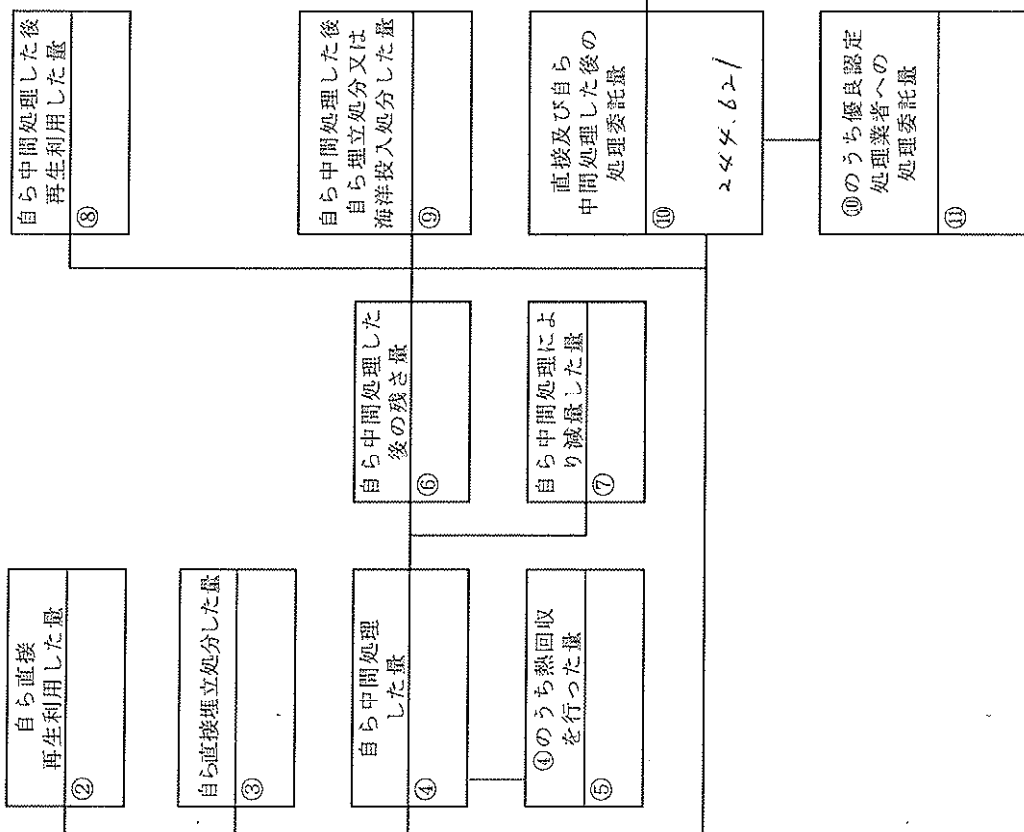 自ら直接
再生利用した量
②
自ら直接埋立処分した量
③
自ら中間処理
した量
④
④のうち熱回収
を行った量
⑤
自ら中間処理した
後の残さ量
⑥
自ら中間処理によ
り減量した量
⑦
自ら中間処理した後
再生利用した量
⑧
自ら中間処理した後
自ら埋立処分又は
海洋投入処分した量
⑨
直接及び自ら
中間処理した後の
処理委託量
⑩
244.621
⑩のうち優良認定
処理業者への
処理委託量
⑪